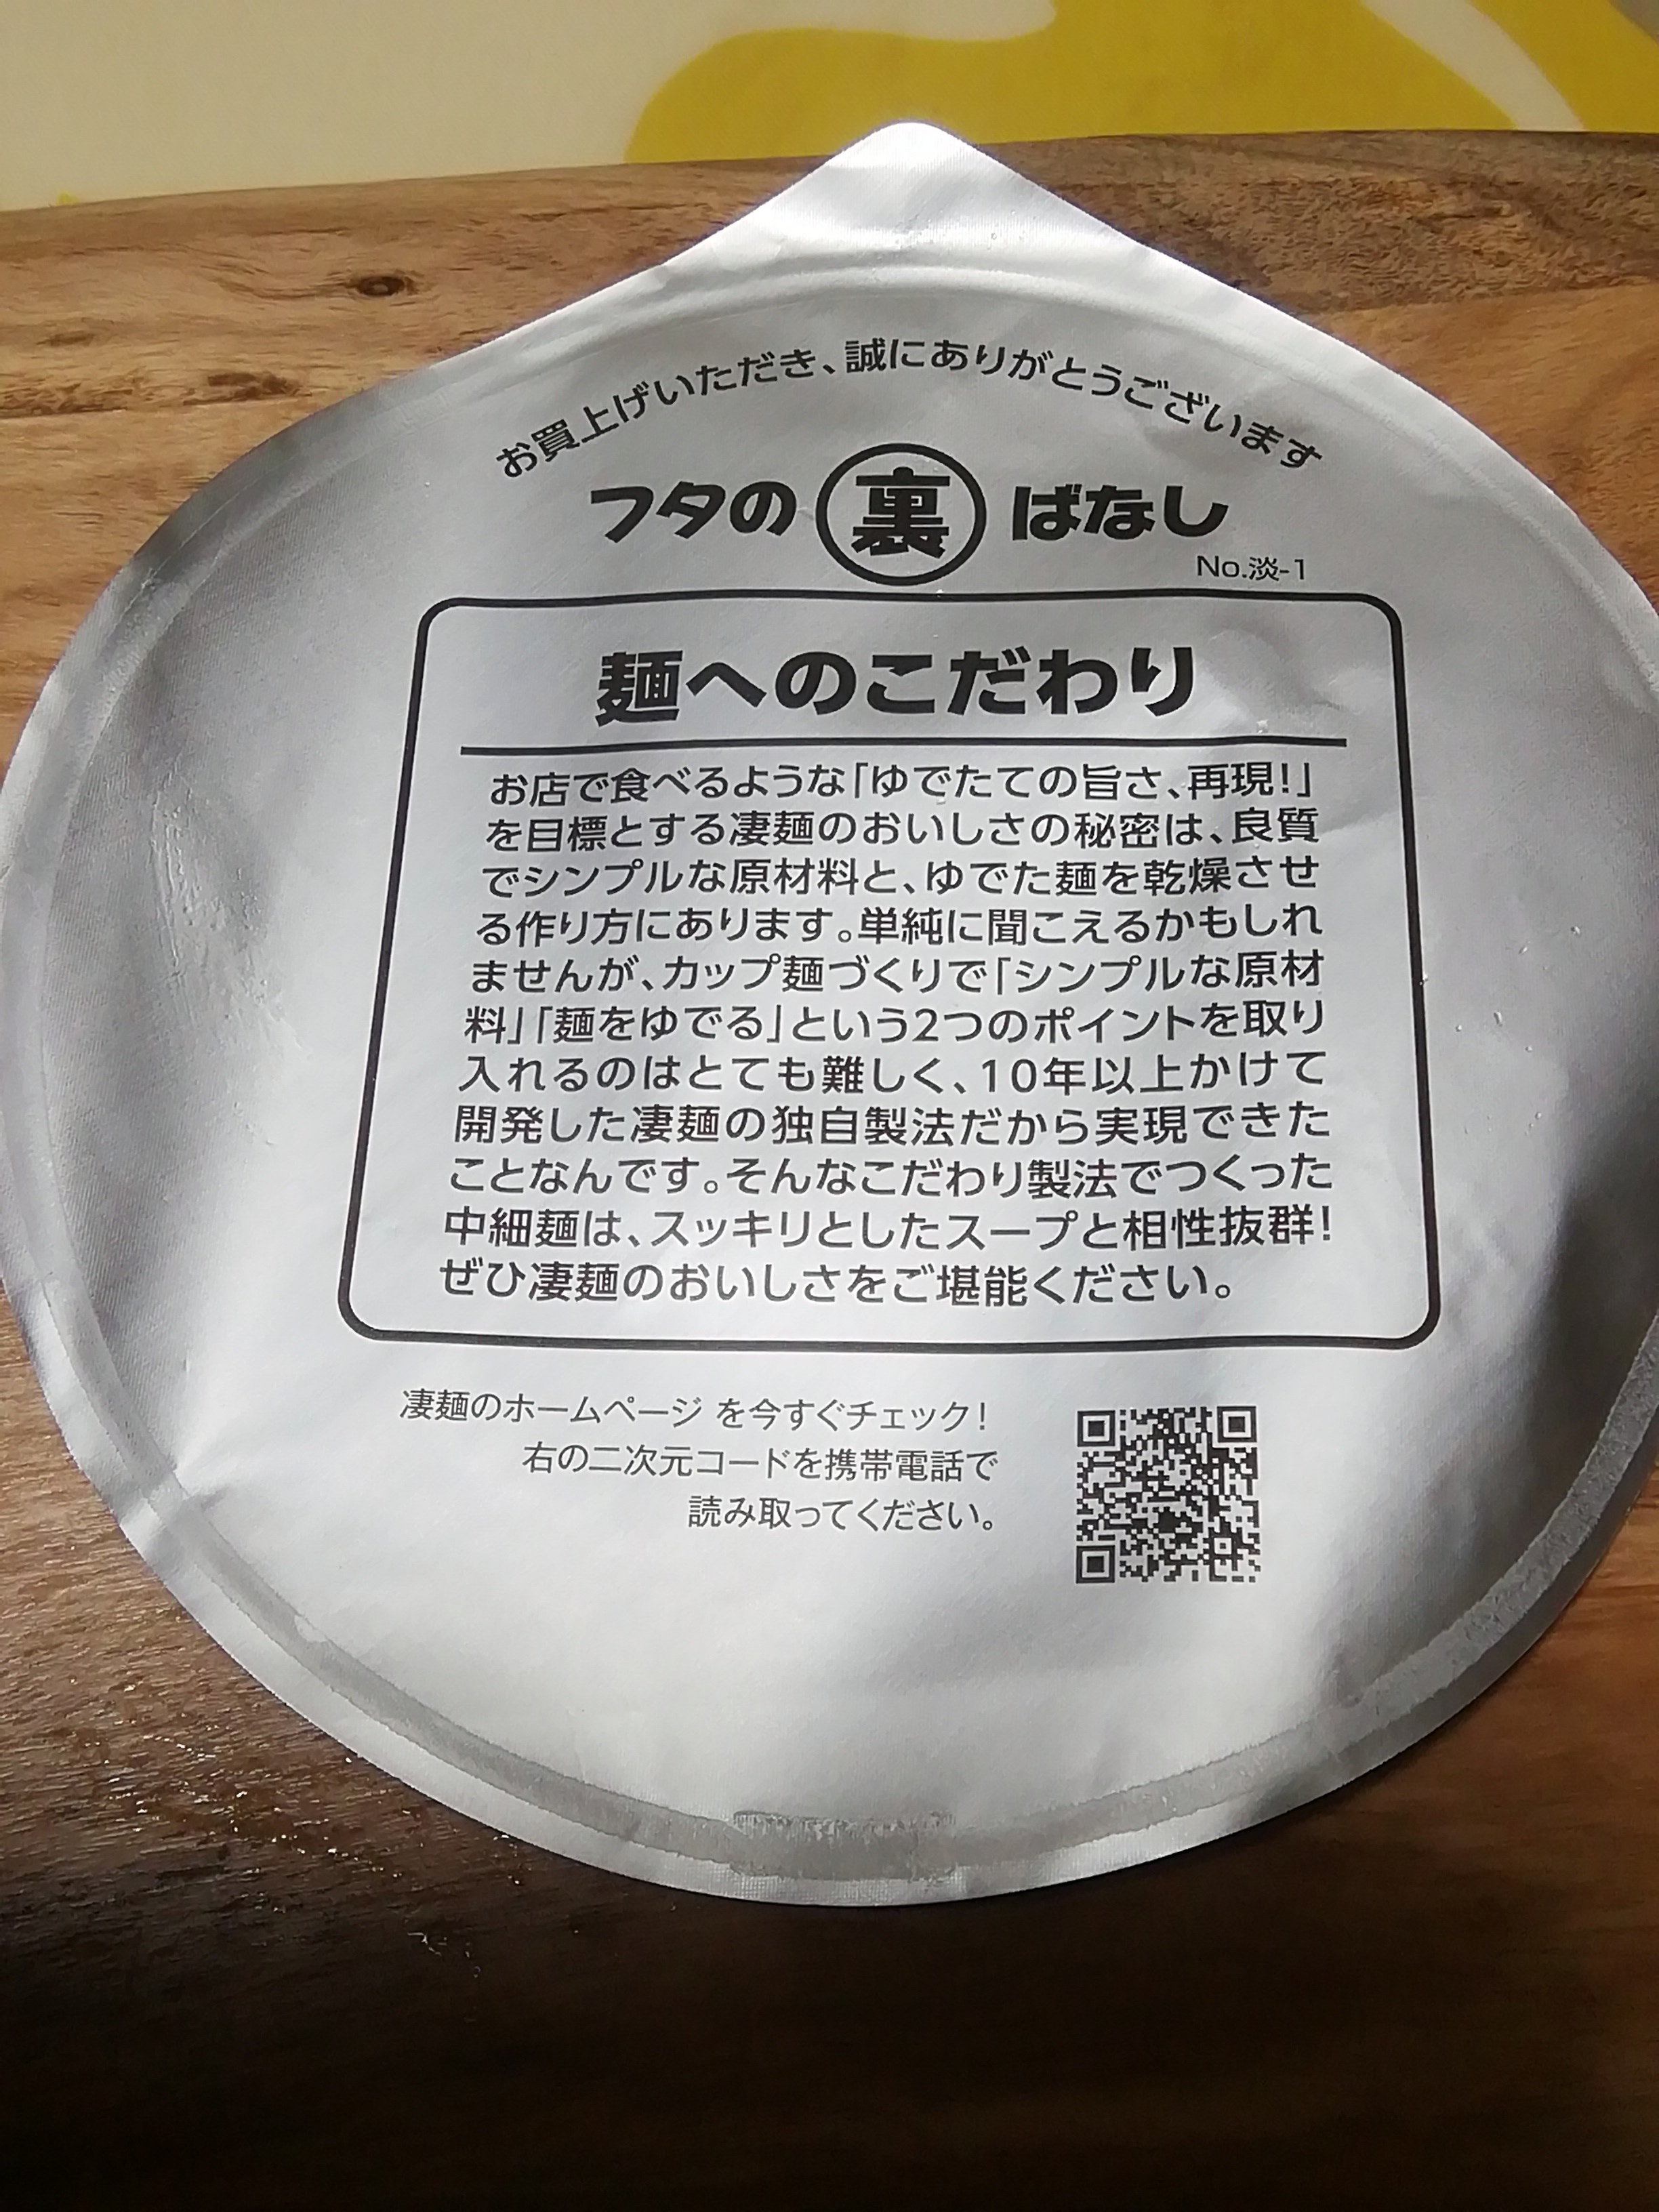 お買上げいただき、誠にありがとうございます
フタの裏ばなし
No.淡-1
麺へのこだわり
お店で食べるような「ゆでたての旨さ、再現!」
を目標とする凄麺のおいしさの秘密は、良質
でシンプルな原材料と、ゆでた麺を乾燥させ
る作り方にあります。単純に聞こえるかもしれ
ませんが、カップ麺づくりで「シンプルな原材
料」「麺をゆでる」という2つのポイントを取り
入れるのはとても難しく、10年以上かけて
開発した凄麺の独自製法だから実現できた
ことなんです。そんなこだわり製法でつくった
中細麺は、スッキリとしたスープと相性抜群!
ぜひ凄麺のおいしさをご堪能ください。
凄麺のホームページ を今すぐチェック!
右の二次元コードを携帯電話で
読み取ってください。